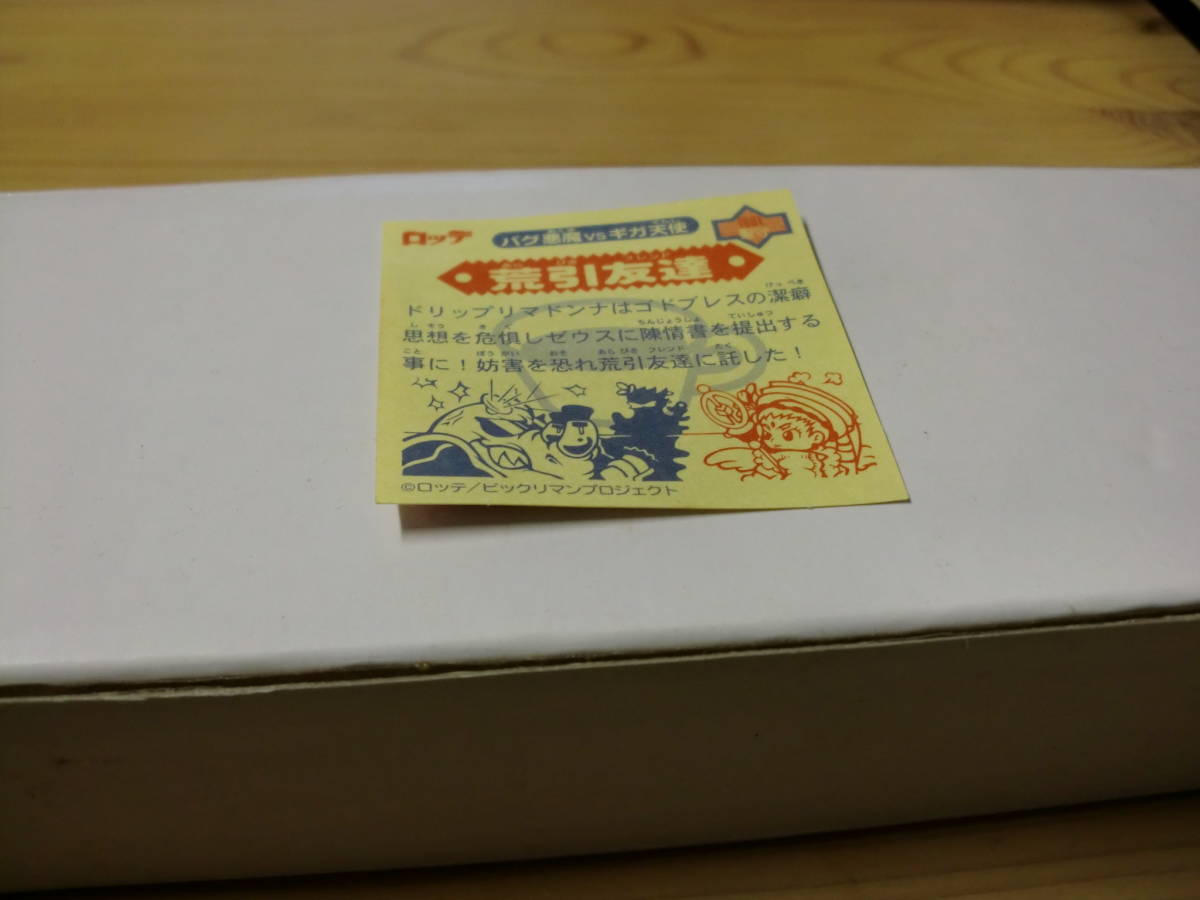 ロッテ
バグ悪魔vsギガ天使
荒引友達
ドリップリマドンナはゴドブレスの潔癖
思想を危惧しゼウスに陳情書を提出する
事に！妨害を恐れ荒引友達に託した！
©ロッテ/ビックリマンプロジェクト